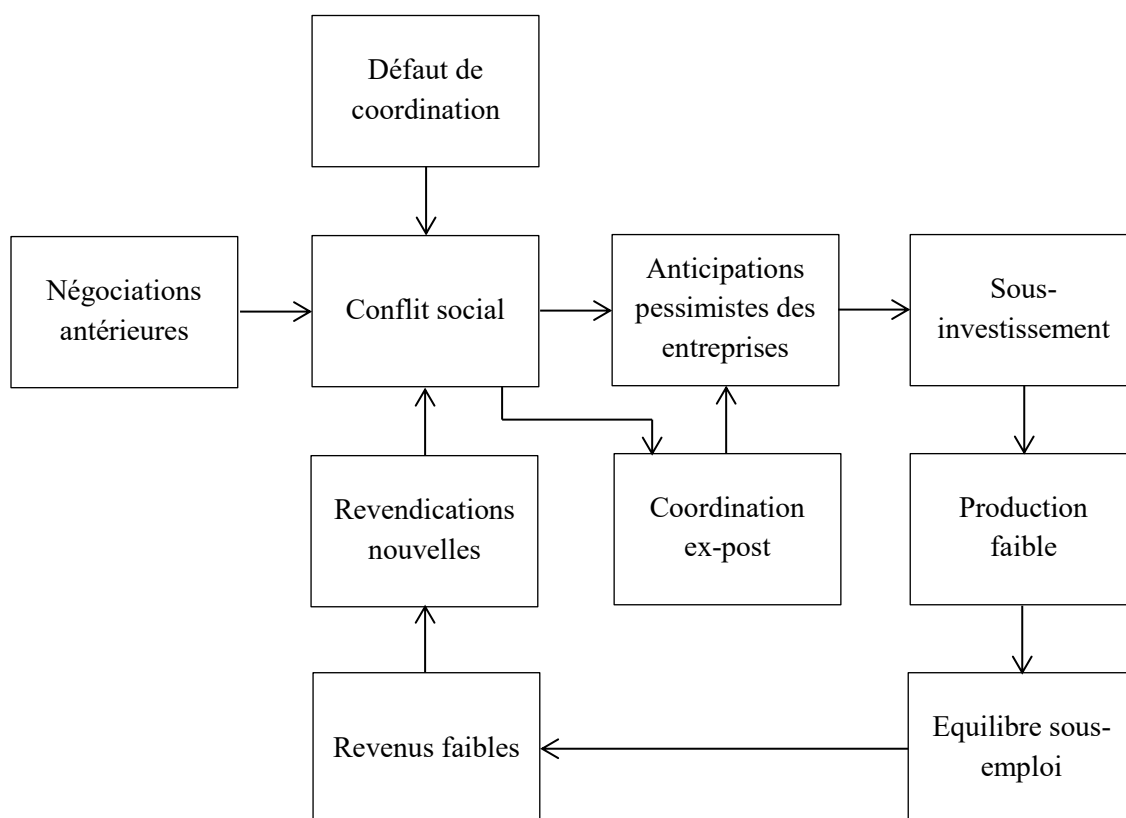 Défaut de
coordination
Négociations
antérieures
Conflit social
Anticipations
pessimistes des
entreprises
Sous-
investissement
Revendications
nouvelles
Coordination
ex-post
Production
faible
Revenus faibles
Equilibre sous-
emploi